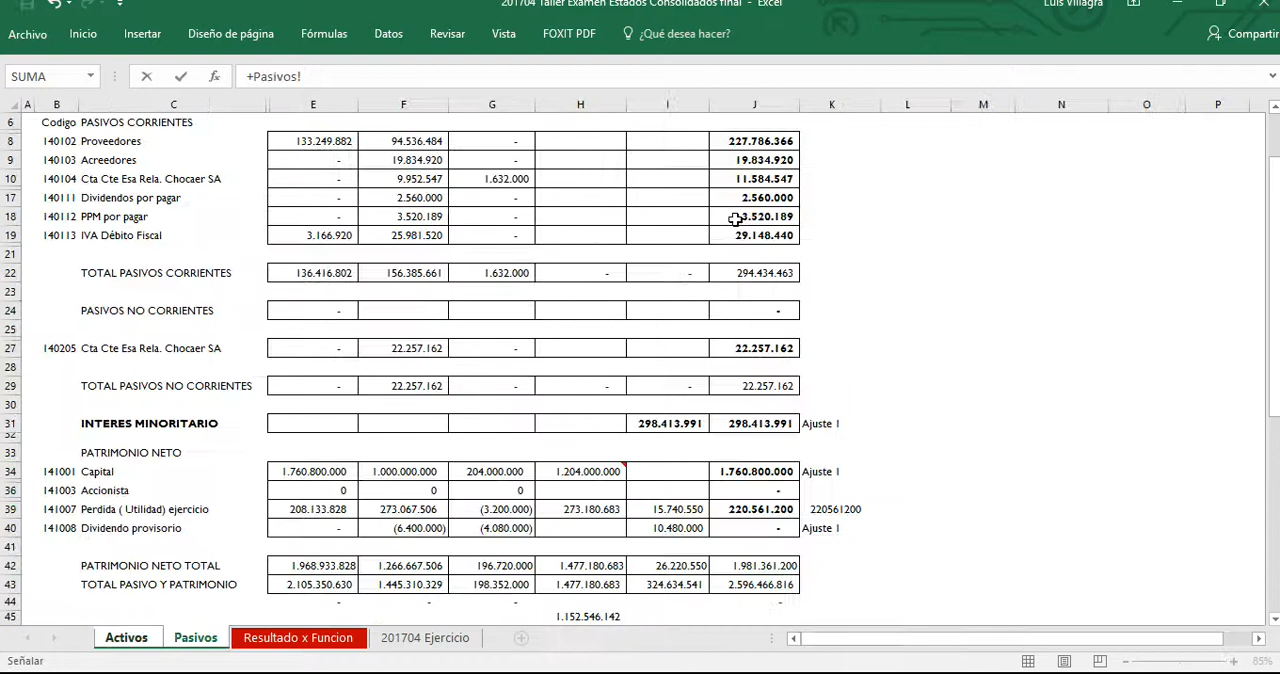 201704 Taller Examen Estados Consolidados final - Excel
Luis Villagra
Archivo Inicio Insertar Diseño de página Fórmulas Datos Revisar Vista FOXIT PDF ¿Qué desea hacer? Compartir
SUMA fx +Pasivos!
A B C E F G H I J K L M N O P
6 Codigo PASIVOS CORRIENTES
8 140102 Proveedores 133.249.882 94.536.484 - 227.786.366
9 140103 Acreedores - 19.834.920 - 19.834.920
10 140104 Cta Cte Esa Rela. Chocaer SA - 9.952.547 1.632.000 11.584.547
17 140111 Dividendos por pagar - 2.560.000 - 2.560.000
18 140112 PPM por pagar - 3.520.189 - 3.520.189
19 140113 IVA Débito Fiscal 3.166.920 25.981.520 - 29.148.440
21
22 TOTAL PASIVOS CORRIENTES 136.416.802 156.385.661 1.632.000 - - 294.434.463
23
24 PASIVOS NO CORRIENTES - -
25
27 140205 Cta Cte Esa Rela. Chocaer SA - 22.257.162 - 22.257.162
28
29 TOTAL PASIVOS NO CORRIENTES - 22.257.162 - - - 22.257.162
30
31 INTERES MINORITARIO 298.413.991 298.413.991 Ajuste 1
32
33 PATRIMONIO NETO
34 141001 Capital 1.760.800.000 1.000.000.000 204.000.000 1.204.000.000 1.760.800.000 Ajuste 1
36 141003 Accionista 0 0 0 -
39 141007 Perdida ( Utilidad) ejercicio 208.133.828 273.067.506 (3.200.000) 273.180.683 15.740.550 220.561.200 220561200
40 141008 Dividendo provisorio - (6.400.000) (4.080.000) 10.480.000 - Ajuste 1
41
42 PATRIMONIO NETO TOTAL 1.968.933.828 1.266.667.506 196.720.000 1.477.180.683 26.220.550 1.981.361.200
43 TOTAL PASIVO Y PATRIMONIO 2.105.350.630 1.445.310.329 198.352.000 1.477.180.683 324.634.541 2.596.466.816
44 - - - -
45 1.152.546.142
Activos Pasivos Resultado x Funcion 201704 Ejercicio
Señalar 85%